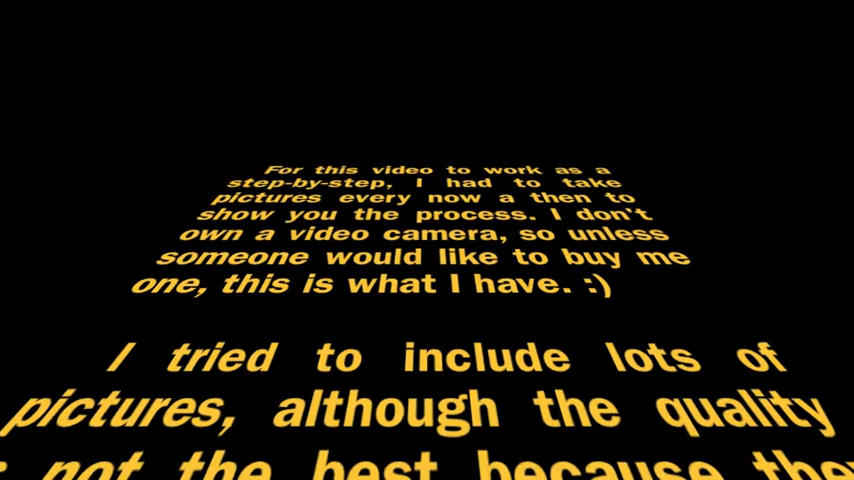 For this video to work as a
step-by-step, I had to take
pictures every now a then to
show you the process. I don't
own a video camera, so unless
someone would like to buy me
one, this is what I have. :)
I tried to include lots of
pictures, although the quality
not the best because